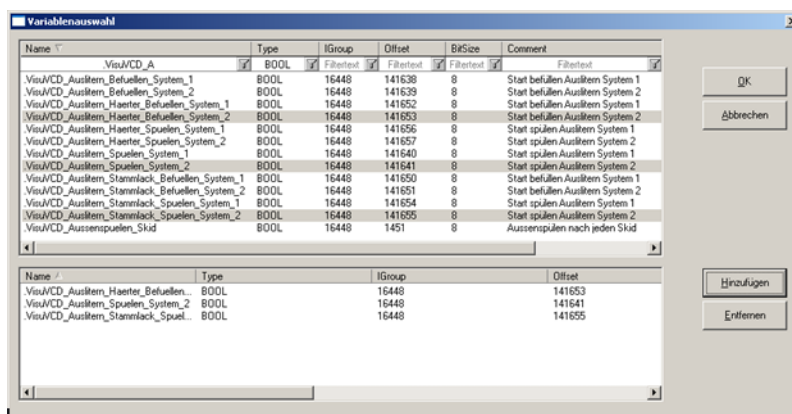 Variablenauswahl
Name Type IGroup Offset BitSize Comment
.VisuVCD_A BOOL Filtertext Filtertext Filtertext Filtertext
.VisuVCD_Auslitern_Befuellen_System_1 BOOL 16448 141638 8 Start befüllen Auslitern System 1
.VisuVCD_Auslitern_Befuellen_System_2 BOOL 16448 141639 8 Start befüllen Auslitern System 2
.VisuVCD_Auslitern_Haerter_Befuellen_System_1 BOOL 16448 141652 8 Start befüllen Auslitern System 1
.VisuVCD_Auslitern_Haerter_Befuellen_System_2 BOOL 16448 141653 8 Start befüllen Auslitern System 2
.VisuVCD_Auslitern_Haerter_Spuelen_System_1 BOOL 16448 141656 8 Start spülen Auslitern System 1
.VisuVCD_Auslitern_Haerter_Spuelen_System_2 BOOL 16448 141657 8 Start spülen Auslitern System 2
.VisuVCD_Auslitern_Spuelen_System_1 BOOL 16448 141640 8 Start spülen Auslitern System 1
.VisuVCD_Auslitern_Spuelen_System_2 BOOL 16448 141641 8 Start spülen Auslitern System 2
.VisuVCD_Auslitern_Stammlack_Befuellen_System_1 BOOL 16448 141650 8 Start befüllen Auslitern System 1
.VisuVCD_Auslitern_Stammlack_Befuellen_System_2 BOOL 16448 141651 8 Start befüllen Auslitern System 2
.VisuVCD_Auslitern_Stammlack_Spuelen_System_1 BOOL 16448 141654 8 Start spülen Auslitern System 1
.VisuVCD_Auslitern_Stammlack_Spuelen_System_2 BOOL 16448 141655 8 Start spülen Auslitern System 2
.VisuVCD_Aussenspuelen_Skid BOOL 16448 1451 8 Aussenspülen nach jeden Skid
OK
Abbrechen
Name Type IGroup Offset
.VisuVCD_Auslitern_Haerter_Befuellen... BOOL 16448 141653
.VisuVCD_Auslitern_Spuelen_System_2 BOOL 16448 141641
.VisuVCD_Auslitern_Stammlack_Spuel... BOOL 16448 141655
Hinzufügen
Entfernen